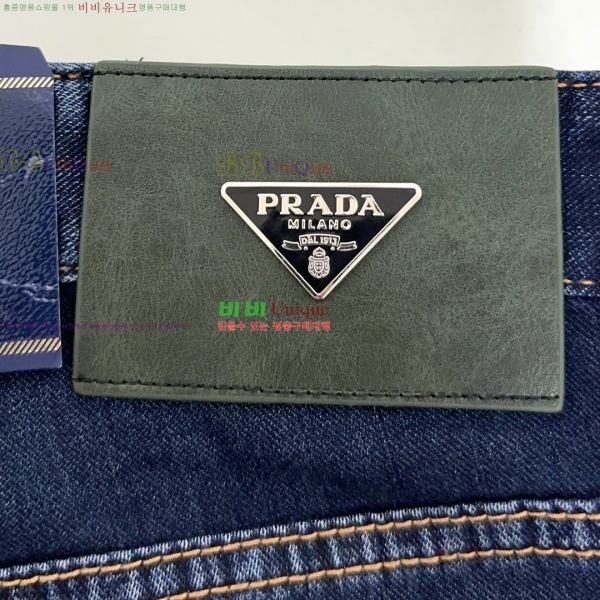 홍콩명품쇼핑몰 1위 비비유니크 명품구매대행
BBUniQue BBUniQue
PRADA
MILANO
DAL 1913
비비 Unique
믿을수 있는 명품구매대행